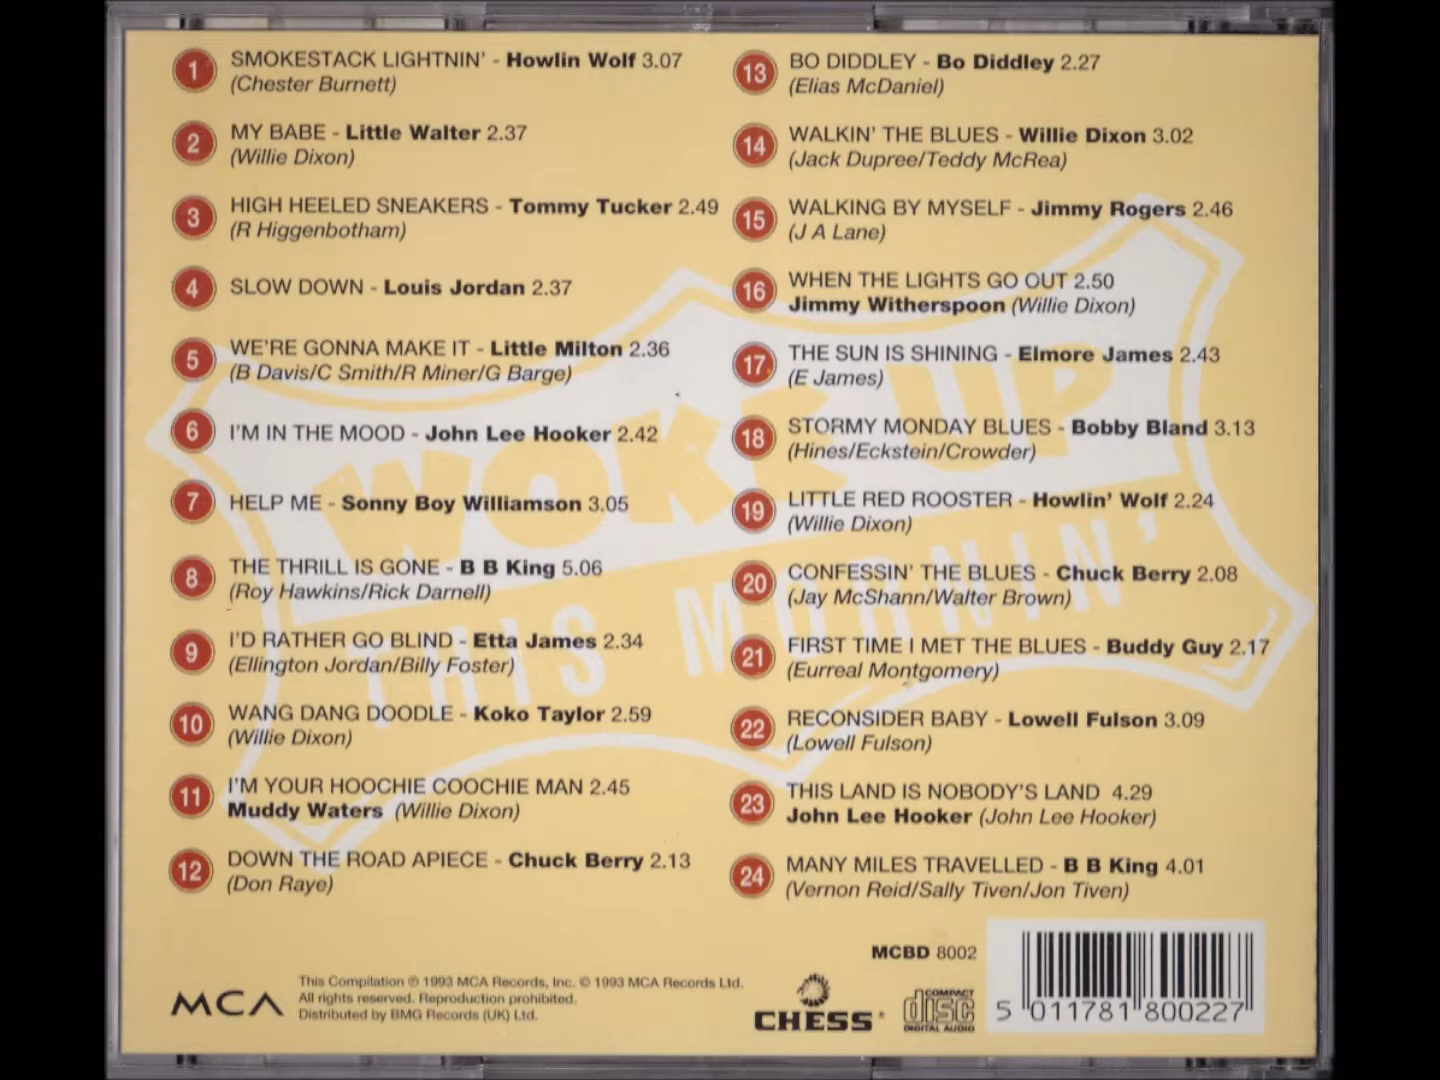 1 SMOKESTACK LIGHTNIN' - Howlin Wolf 3.07
(Chester Burnett)
2 MY BABE - Little Walter 2.37
(Willie Dixon)
3 HIGH HEELED SNEAKERS - Tommy Tucker 2.49
(R Higgenbotham)
4 SLOW DOWN - Louis Jordan 2.37
5 WE'RE GONNA MAKE IT - Little Milton 2.36
(B Davis/C Smith/R Miner/G Barge)
6 I'M IN THE MOOD - John Lee Hooker 2.42
7 HELP ME - Sonny Boy Williamson 3.05
8 THE THRILL IS GONE - B B King 5.06
(Roy Hawkins/Rick Darnell)
9 I'D RATHER GO BLIND - Etta James 2.34
(Ellington Jordan/Billy Foster)
10 WANG DANG DOODLE - Koko Taylor 2.59
(Willie Dixon)
11 I'M YOUR HOOCHIE COOCHIE MAN 2.45
Muddy Waters (Willie Dixon)
12 DOWN THE ROAD APIECE - Chuck Berry 2.13
(Don Raye)
13 BO DIDDLEY - Bo Diddley 2.27
(Elias McDaniel)
14 WALKIN' THE BLUES - Willie Dixon 3.02
(Jack Dupree/Teddy McRea)
15 WALKING BY MYSELF - Jimmy Rogers 2.46
(J A Lane)
16 WHEN THE LIGHTS GO OUT 2.50
Jimmy Witherspoon (Willie Dixon)
17 THE SUN IS SHINING - Elmore James 2.43
(E James)
18 STORMY MONDAY BLUES - Bobby Bland 3.13
(Hines/Eckstein/Crowder)
19 LITTLE RED ROOSTER - Howlin' Wolf 2.24
(Willie Dixon)
20 CONFESSIN' THE BLUES - Chuck Berry 2.08
(Jay McShann/Walter Brown)
21 FIRST TIME I MET THE BLUES - Buddy Guy 2.17
(Eurreal Montgomery)
22 RECONSIDER BABY - Lowell Fulson 3.09
(Lowell Fulson)
23 THIS LAND IS NOBODY'S LAND 4.29
John Lee Hooker (John Lee Hooker)
24 MANY MILES TRAVELLED - B B King 4.01
(Vernon Reid/Sally Tiven/Jon Tiven)
WOKE UP
THIS MORNIN'
MCA
This Compilation ℗ 1993 MCA Records, Inc. © 1993 MCA Records Ltd.
All rights reserved. Reproduction prohibited.
Distributed by BMG Records (UK) Ltd.
CHESS
MCBD 8002
COMPACT
disc
DIGITAL AUDIO
5 011781 800227